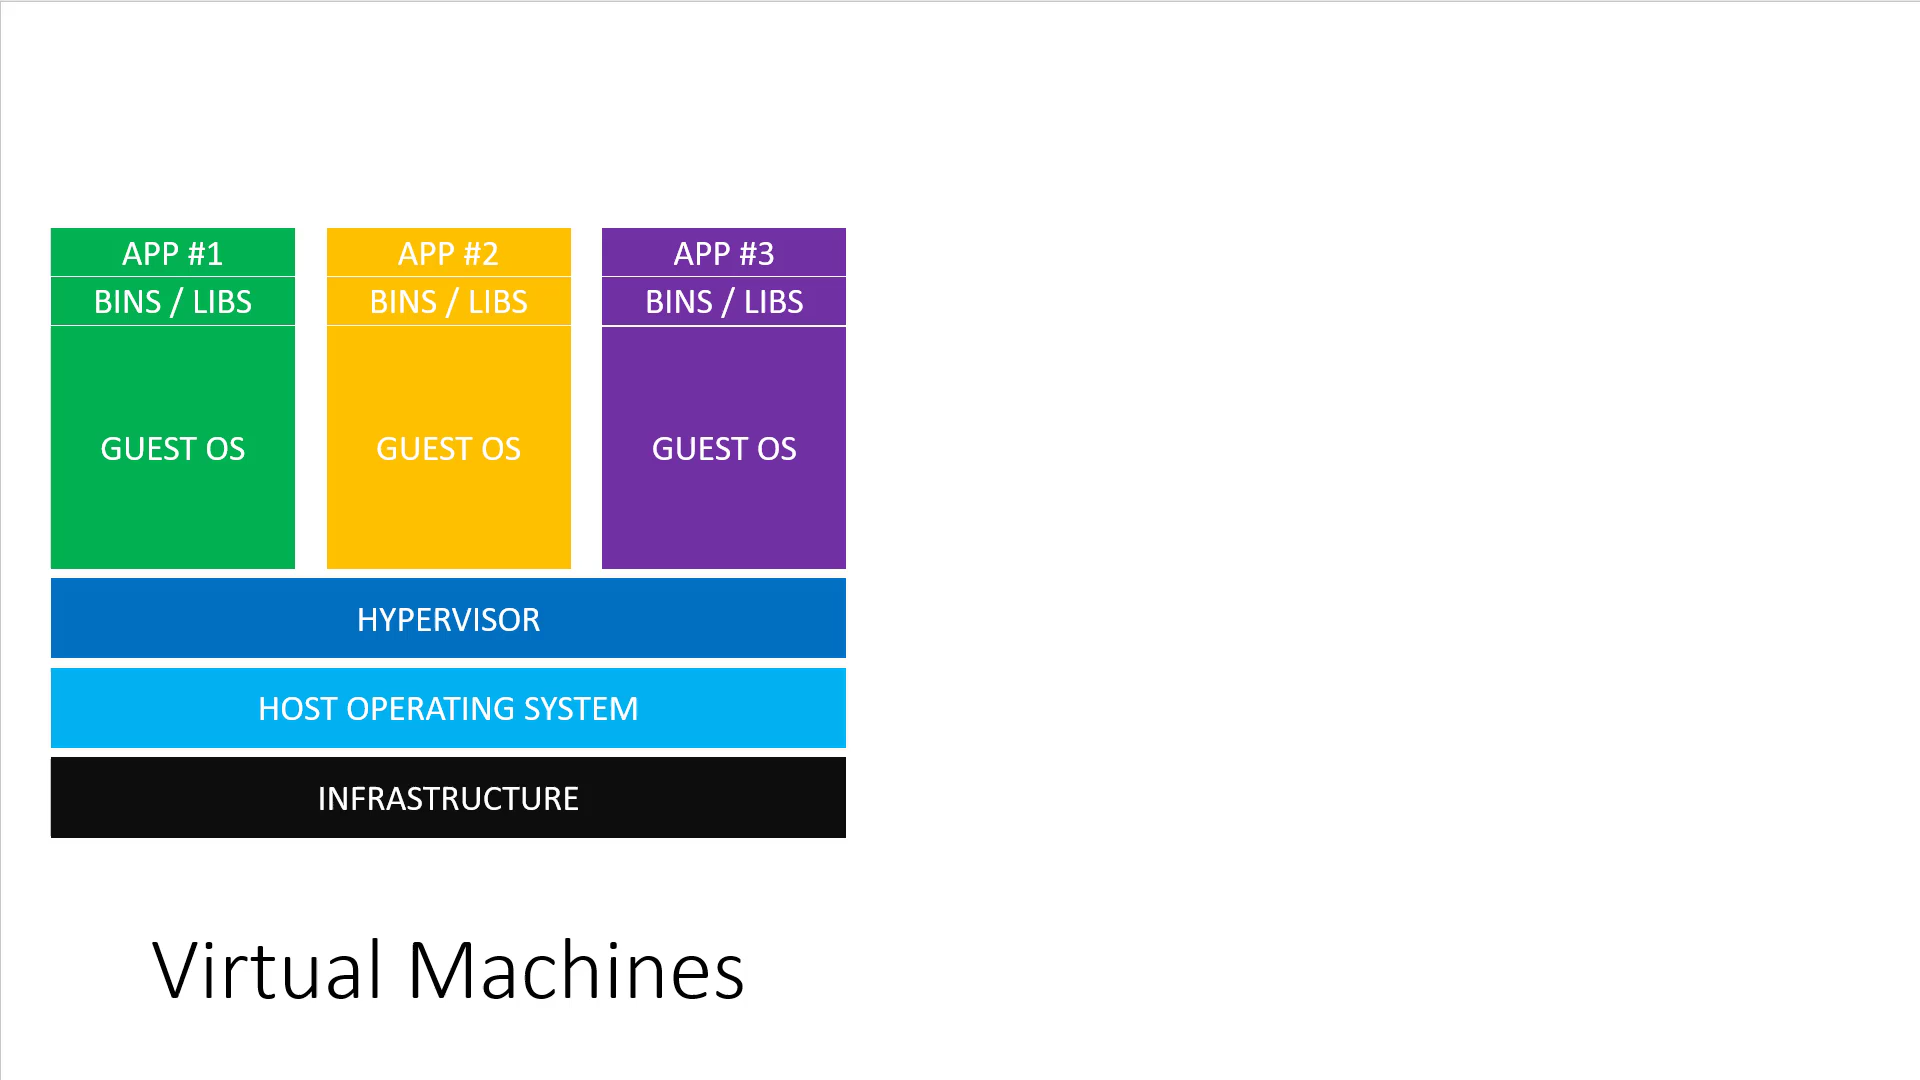 APP #1
BINS / LIBS
GUEST OS
APP #2
BINS / LIBS
GUEST OS
APP #3
BINS / LIBS
GUEST OS
HYPERVISOR
HOST OPERATING SYSTEM
INFRASTRUCTURE
Virtual Machines